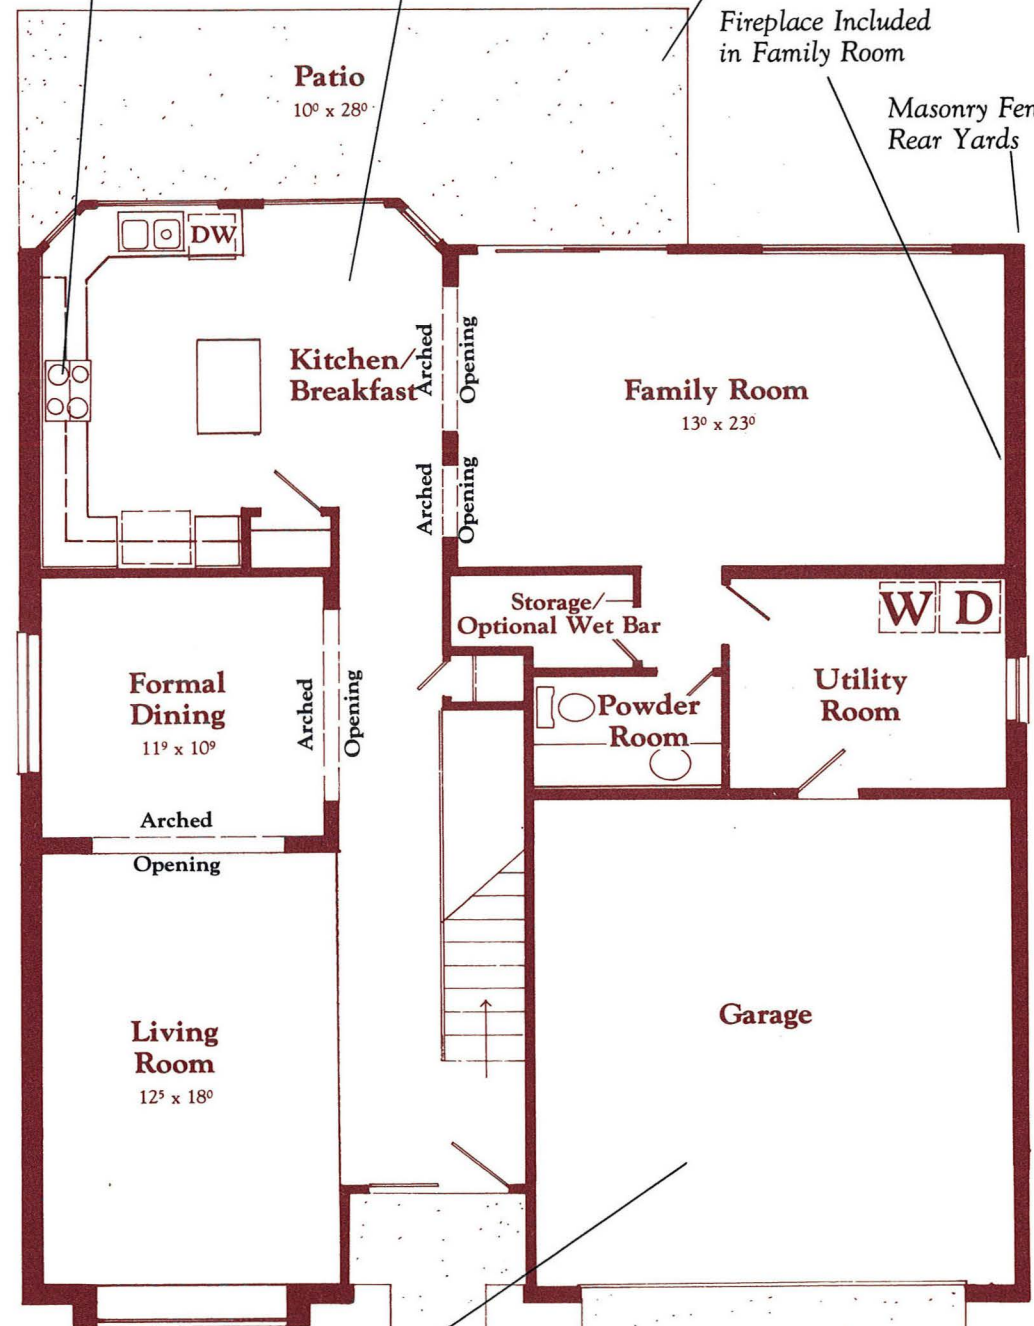 Fireplace Included
in Family Room
Masonry Fen
Rear Yards
Patio
10⁰ x 28⁰
DW
Kitchen/
Breakfast
Arched
Opening
Family Room
13⁰ x 23⁰
Arched
Opening
Storage/
Optional Wet Bar
W D
Formal
Dining
11⁹ x 10⁹
Arched
Opening
Powder
Room
Utility
Room
Arched
Opening
Living
Room
12⁵ x 18⁰
Garage